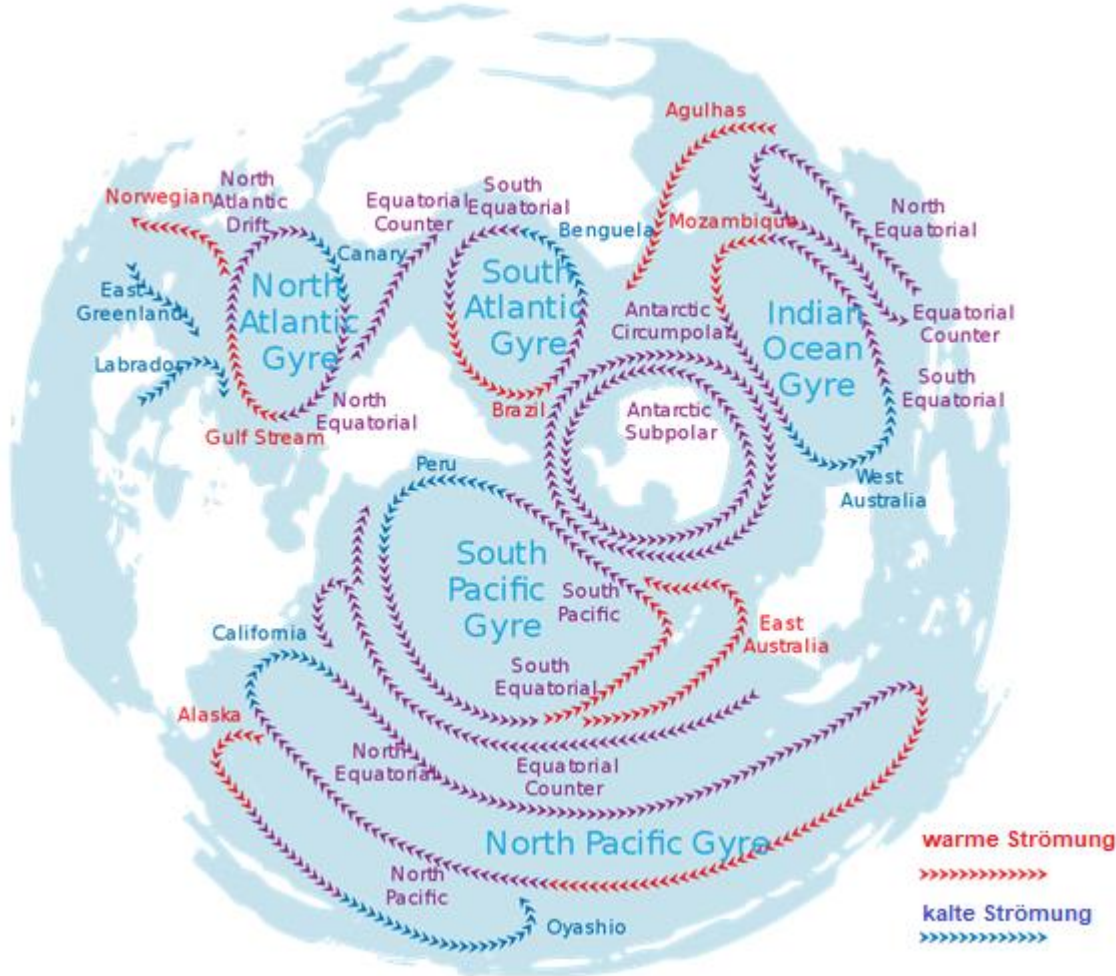 Agulhas
Norwegian
North
Atlantic
Drift
Equatorial
Counter
South
Equatorial
Benguela
Mozambique
North
Equatorial
Canary
East
Greenland
North
Atlantic
Gyre
South
Atlantic
Gyre
Antarctic
Circumpolar
Indian
Ocean
Gyre
Equatorial
Counter
Labrador
North
Equatorial
Gulf Stream
Brazil
Antarctic
Subpolar
South
Equatorial
Peru
West
Australia
South
Pacific
Gyre
South
Pacific
California
East
Australia
South
Equatorial
Alaska
North
Equatorial
Equatorial
Counter
North Pacific Gyre
North
Pacific
Oyashio
warme Strömung
kalte Strömung